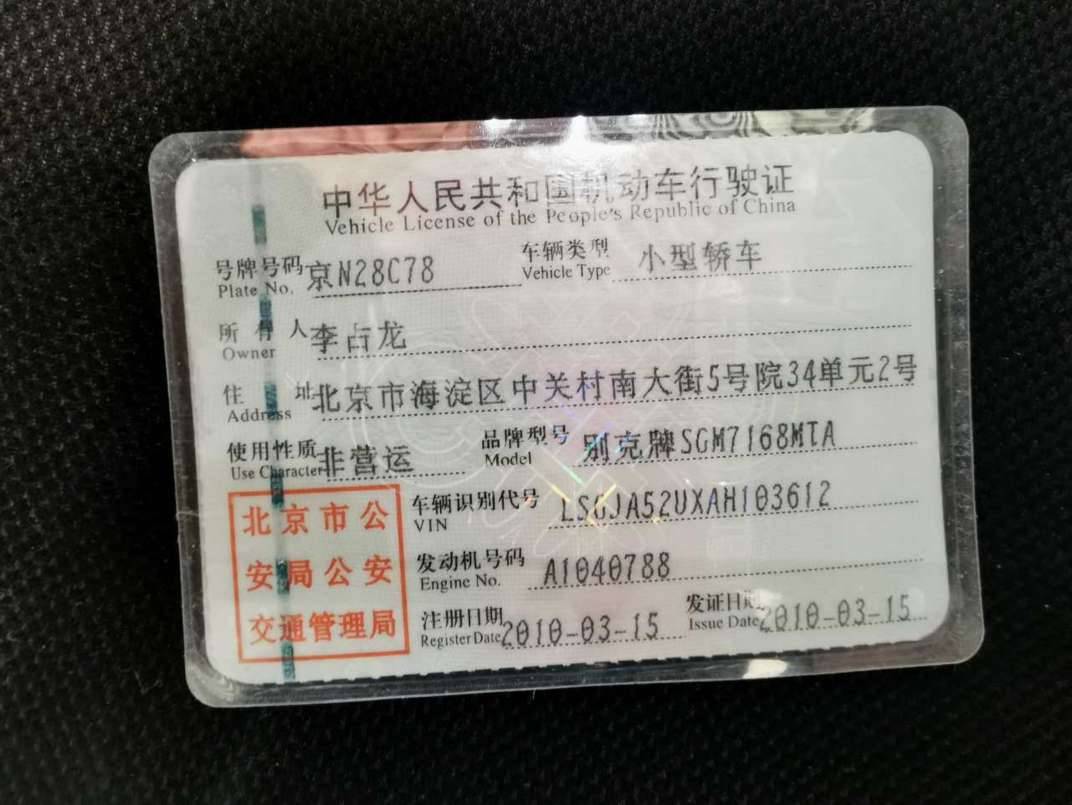 中华人民共和国机动车行驶证
Vehicle License of the People's Republic of China
号牌号码 京N28C78 车辆类型 小型轿车
Plate No. Vehicle Type
所有人 李占龙
Owner
住址 北京市海淀区中关村南大街5号院34单元2号
Address
使用性质 非营运 品牌型号 别克牌SGM7168MTA
Use Character Model
北京市公 车辆识别代号 LSGJA52UXAH103612
VIN
安局公安 发动机号码 A1040788
Engine No.
交通管理局 注册日期 2010-03-15 发证日期 2010-03-15
Register Date Issue Date